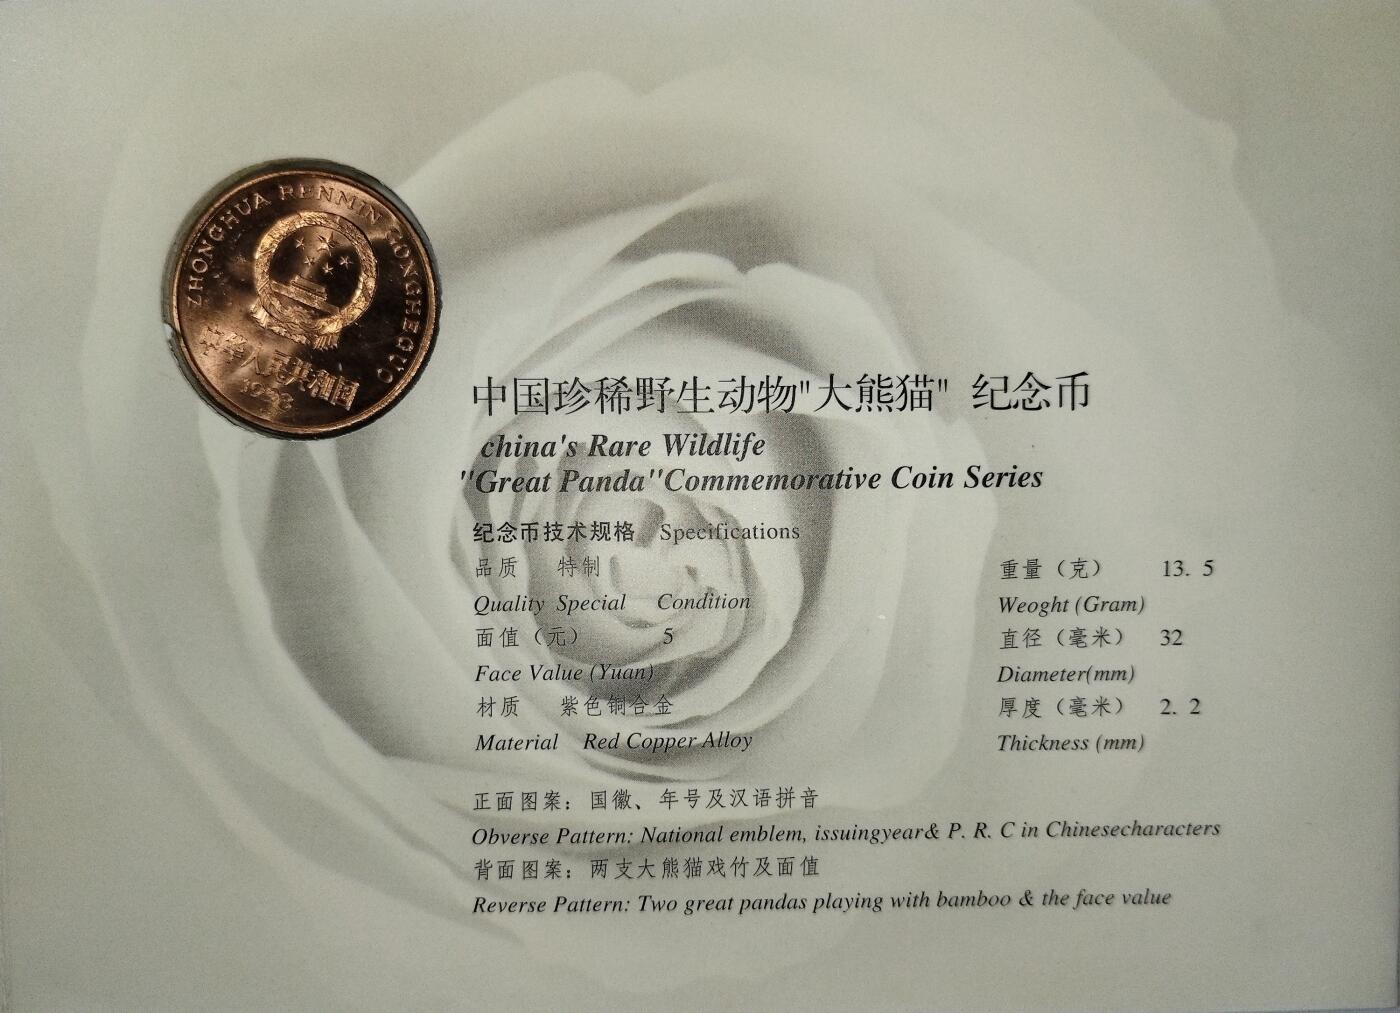 ZHONGHUA RENMIN GONGHEGUO
中华人民共和国
1993
中国珍稀野生动物"大熊猫" 纪念币
china's Rare Wildlife
"Great Panda"Commemorative Coin Series
纪念币技术规格 Specifications
品质 特制 重量（克） 13. 5
Quality Special Condition Weoght (Gram)
面值（元） 5 直径（毫米） 32
Face Value (Yuan) Diameter(mm)
材质 紫色铜合金 厚度（毫米） 2. 2
Material Red Copper Alloy Thickness (mm)
正面图案：国徽、年号及汉语拼音
Obverse Pattern: National emblem, issuingyear& P. R. C in Chinesecharacters
背面图案：两支大熊猫戏竹及面值
Reverse Pattern: Two great pandas playing with bamboo & the face value